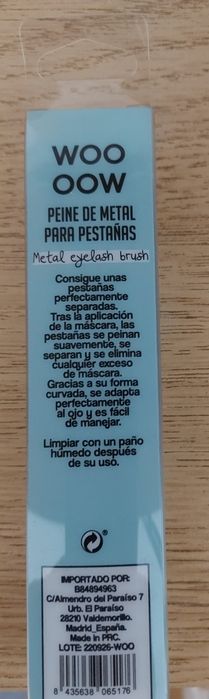 WOO
OOW
PEINE DE METAL
PARA PESTAÑAS
Metal eyelash brush
Consigue unas
pestañas
perfectamente
separadas.
Tras la aplicación
de la máscara, las
pestañas se peinan
suavemente, se
separan y se elimina
cualquier exceso
de máscara.
Gracias a su forma
curvada, se adapta
perfectamente
al ojo y es fácil
de manejar.
Limpiar con un paño
húmedo después
de su uso.
IMPORTADO POR:
B84894963
C/Almendro del Paraíso 7
Urb. El Paraíso
28210 Valdemorillo.
Madrid_España.
Made in PRC.
LOTE: 220926-WOO
8 435638 065176